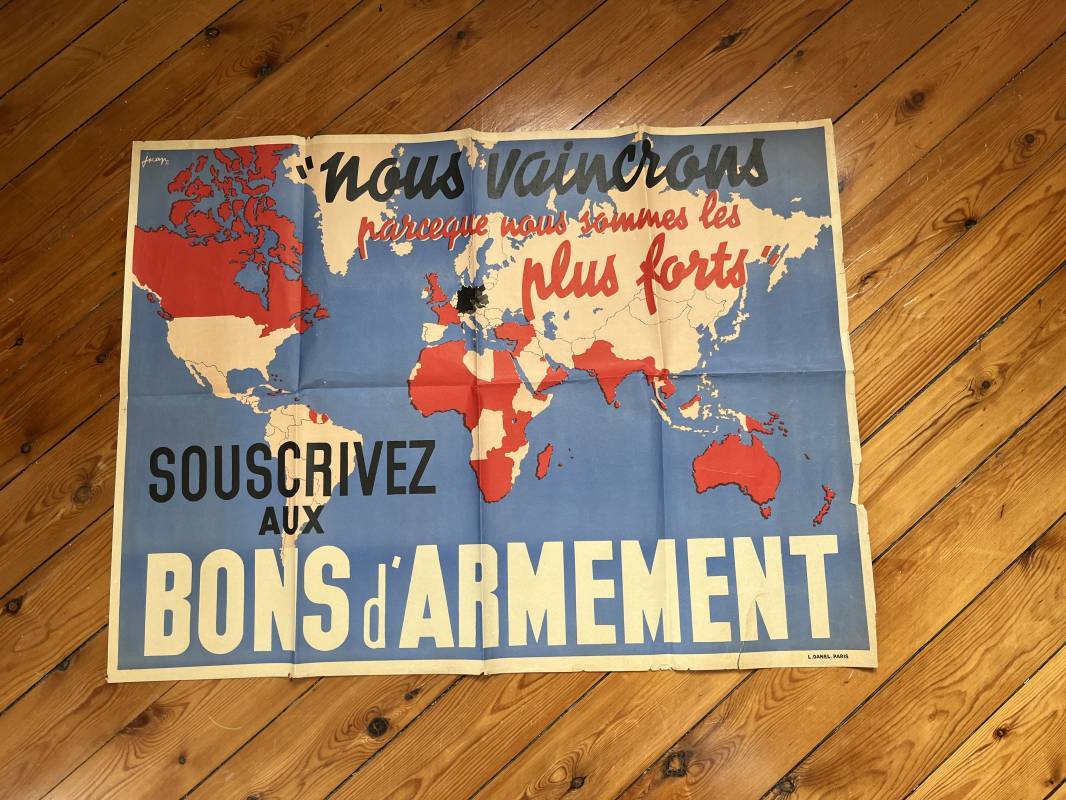 "nous vaincrons
parceque nous sommes les
plus forts"
SOUSCRIVEZ
AUX
BONS d'ARMEMENT
L.DANEL.PARIS